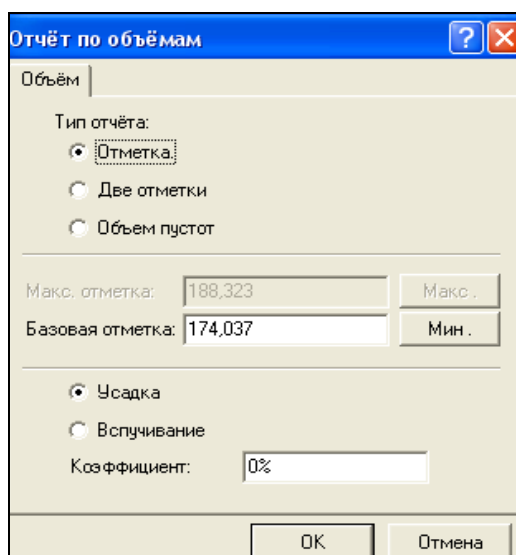 Отчёт по объёмам ? X
Объём
Тип отчёта:
Отметка
Две отметки
Объем пустот
Макс. отметка: 188,323 Макс .
Базовая отметка: 174,037 Мин .
Усадка
Вспучивание
Коэффициент: 0%
OK Отмена